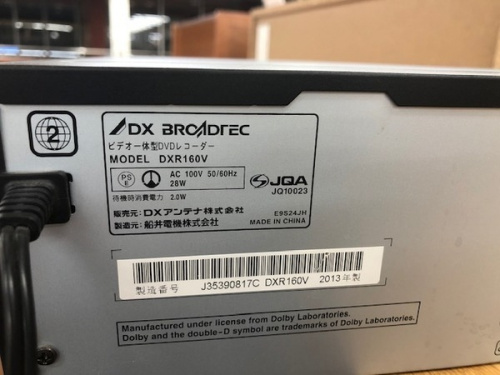 2
DX BROADTEC
ビデオ一体型DVDレコーダー
MODEL DXR160V
PS E AC 100V 50/60Hz
28W
待機時消費電力 2.0W
JQA
JQ10023
販売元: DXアンテナ株式会社
製造元: 船井電機株式会社
E9S24JH
MADE IN CHINA
製造番号 J35390817C DXR160V 2013年製
Manufactured under license from Dolby Laboratories.
Dolby and the double-D symbol are trademarks of Dolby Laboratories.